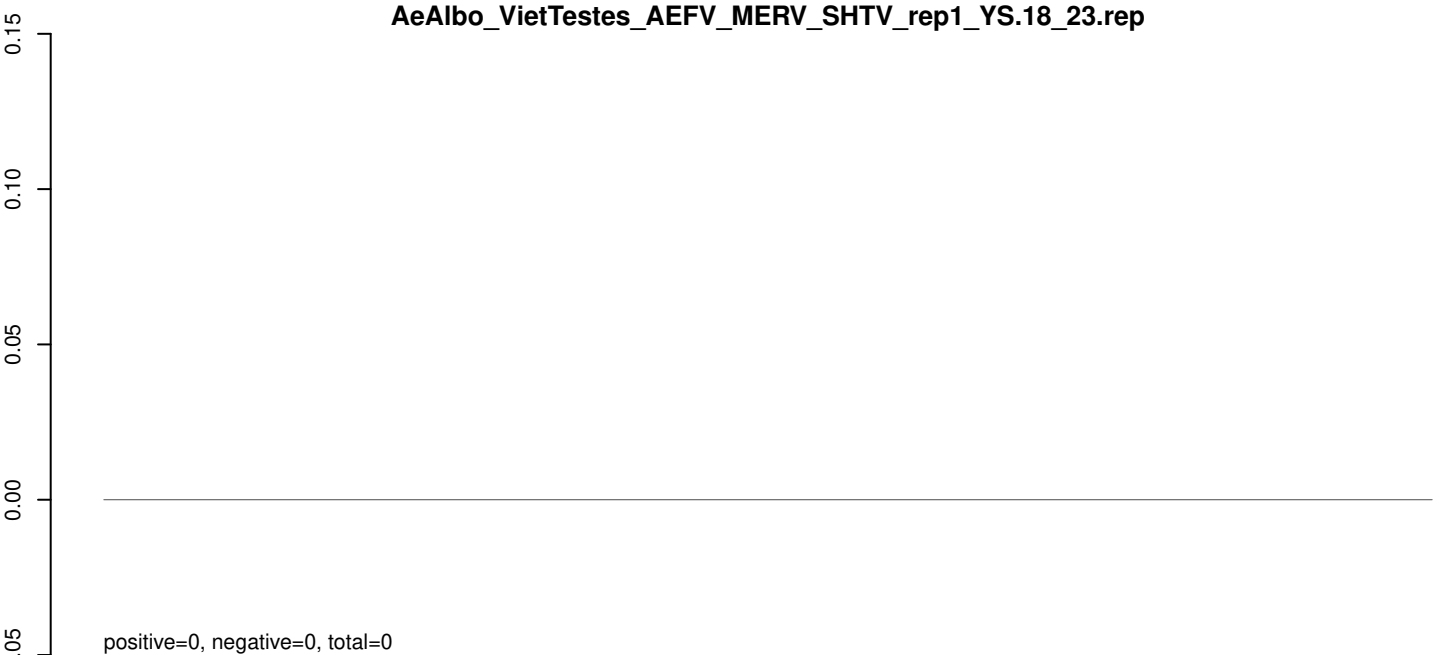 AeAlbo_VietTestes_AEFV_MERV_SHTV_rep1_YS.18_23.rep
0.15
0.10
0.05
0.00
positive=0, negative=0, total=0